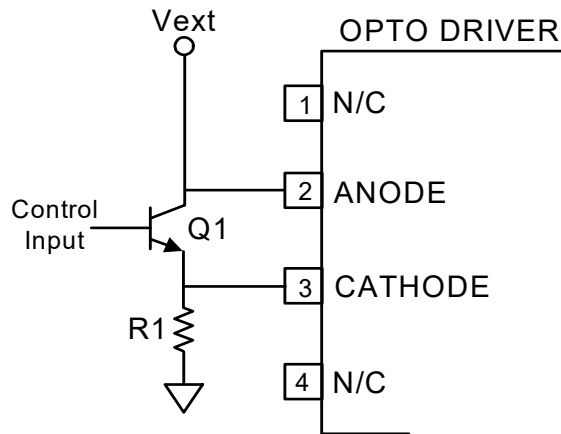 Vext
OPTO DRIVER
1 N/C
2 ANODE
Control
Input
Q1
3 CATHODE
R1
4 N/C